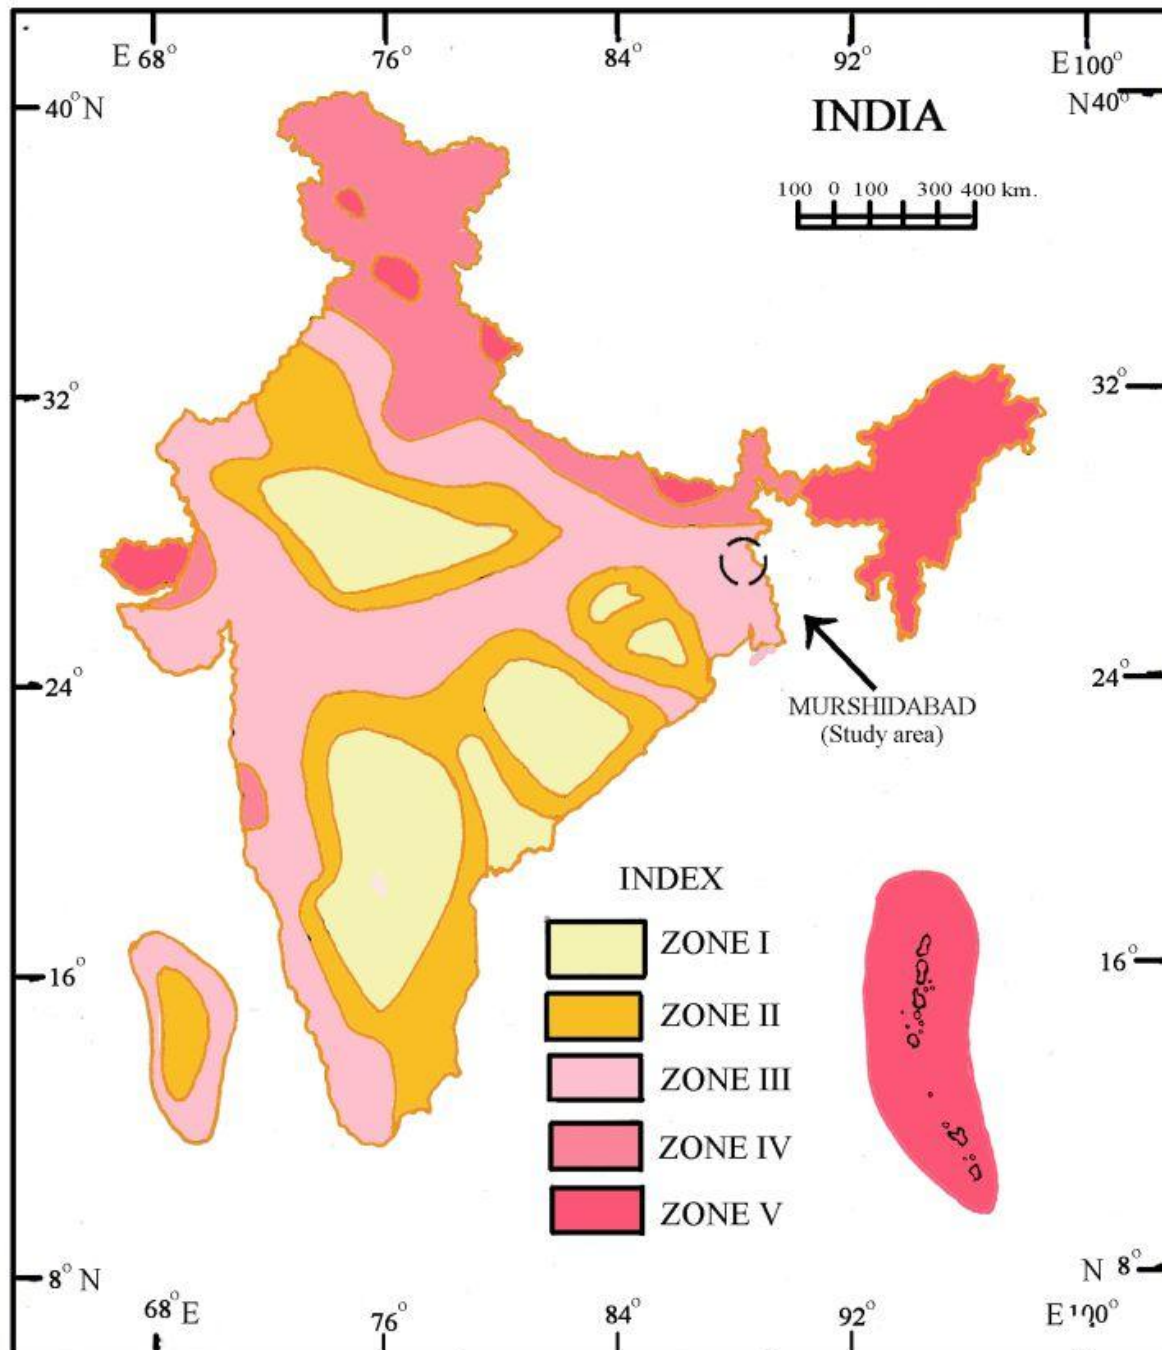 E 68° 76° 84° 92° E 100°
40° N N 40°
INDIA
100 0 100 300 400 km.
32° 32°
24° 24°
MURSHIDABAD
(Study area)
INDEX
ZONE I
16° 16°
ZONE II
ZONE III
ZONE IV
ZONE V
8° N N 8°
68° E 76° 84° 92° E 100°